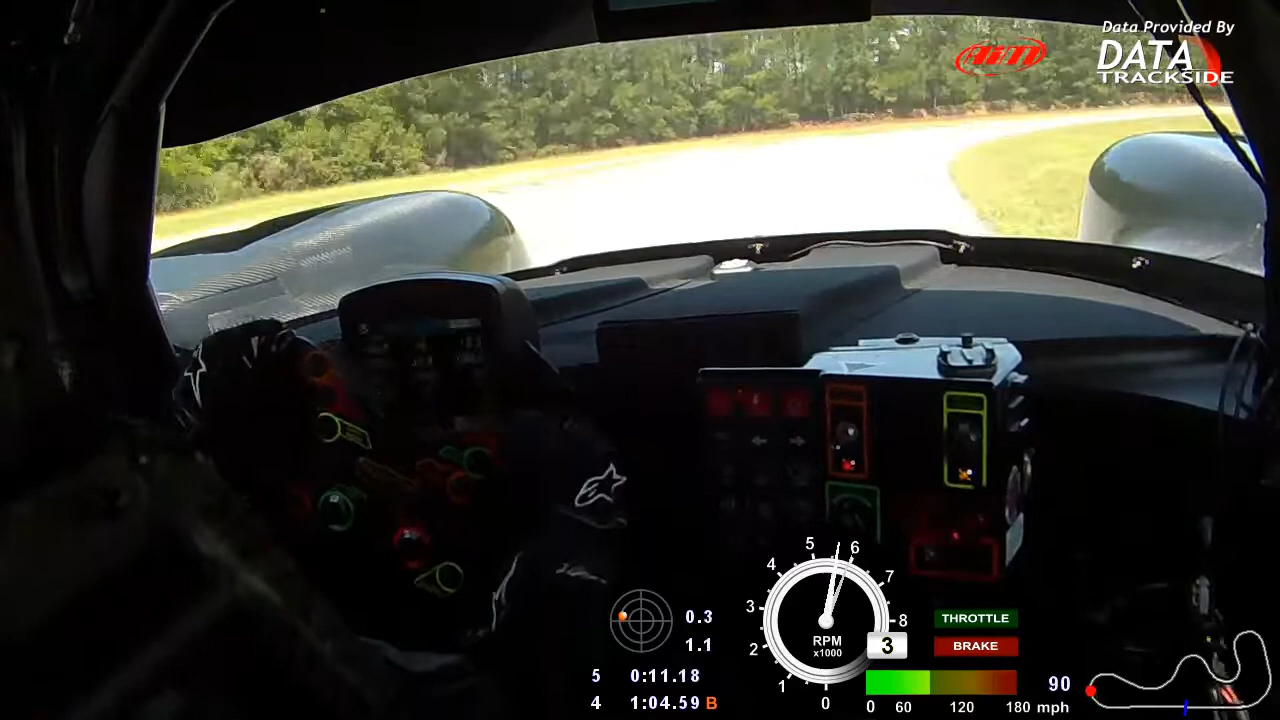 Data Provided By
AiM
DATA
TRACKSIDE
5 6
4 7
3 8
2
1 0
RPM
x1000
3
THROTTLE
BRAKE
0.3
1.1
5 0:11.18
4 1:04.59 B
90
0 60 120 180 mph